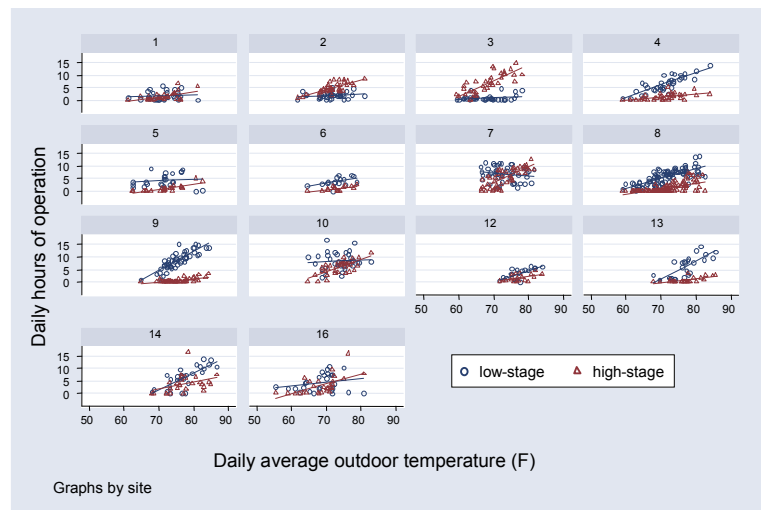 1 2 3 4
15
10
5
0
5 6 7 8
15
10
5
0
Daily hours of operation
9 10 12 13
15
10
5
0
50 60 70 80 90 50 60 70 80 90
14 16
15
10
5
0
low-stage high-stage
50 60 70 80 90 50 60 70 80 90
Daily average outdoor temperature (F)
Graphs by site